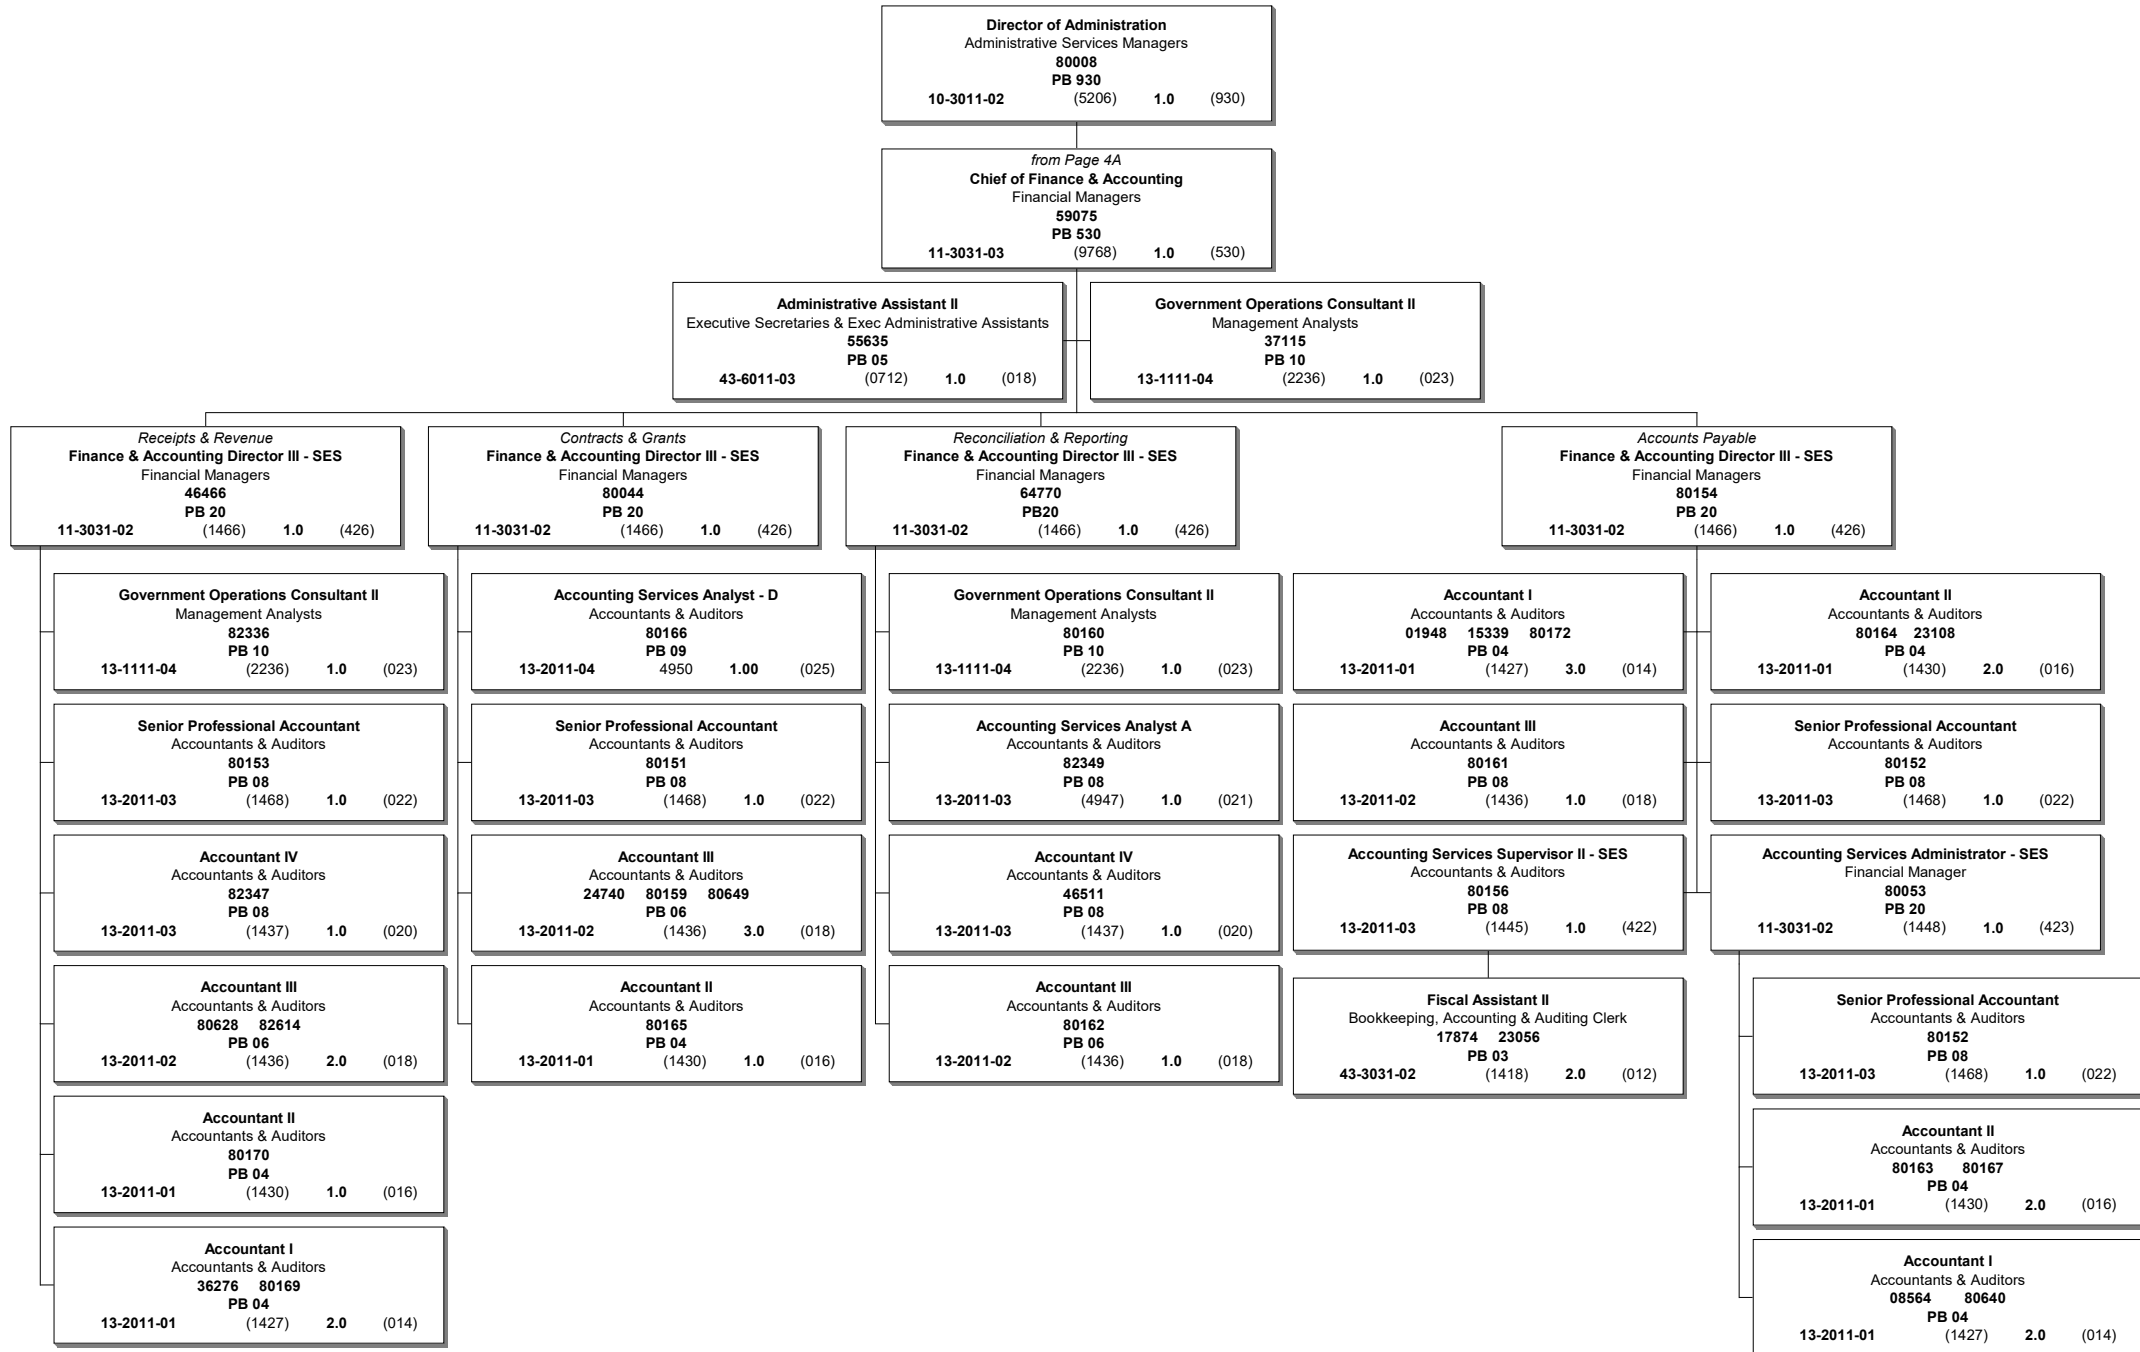 Director of Administration
Administrative Services Managers
80008
PB 930
10-3011-02 (5206) 1.0 (930)
from Page 4A
Chief of Finance & Accounting
Financial Managers
59075
PB 530
11-3031-03 (9768) 1.0 (530)
Administrative Assistant II
Executive Secretaries & Exec Administrative Assistants
55635
PB 05
43-6011-03 (0712) 1.0 (018)
Government Operations Consultant II
Management Analysts
37115
PB 10
13-1111-04 (2236) 1.0 (023)
Receipts & Revenue
Finance & Accounting Director III - SES
Financial Managers
46466
PB 20
11-3031-02 (1466) 1.0 (426)
Government Operations Consultant II
Management Analysts
82336
PB 10
13-1111-04 (2236) 1.0 (023)
Senior Professional Accountant
Accountants & Auditors
80153
PB 08
13-2011-03 (1468) 1.0 (022)
Accountant IV
Accountants & Auditors
82347
PB 08
13-2011-03 (1437) 1.0 (020)
Accountant III
Accountants & Auditors
80628 82614
PB 06
13-2011-02 (1436) 2.0 (018)
Accountant II
Accountants & Auditors
80170
PB 04
13-2011-01 (1430) 1.0 (016)
Accountant I
Accountants & Auditors
36276 80169
PB 04
13-2011-01 (1427) 2.0 (014)
Contracts & Grants
Finance & Accounting Director III - SES
Financial Managers
80044
PB 20
11-3031-02 (1466) 1.0 (426)
Accounting Services Analyst - D
Accountants & Auditors
80166
PB 09
13-2011-04 4950 1.00 (025)
Senior Professional Accountant
Accountants & Auditors
80151
PB 08
13-2011-03 (1468) 1.0 (022)
Accountant III
Accountants & Auditors
24740 80159 80649
PB 06
13-2011-02 (1436) 3.0 (018)
Accountant II
Accountants & Auditors
80165
PB 04
13-2011-01 (1430) 1.0 (016)
Reconciliation & Reporting
Finance & Accounting Director III - SES
Financial Managers
64770
PB20
11-3031-02 (1466) 1.0 (426)
Government Operations Consultant II
Management Analysts
80160
PB 10
13-1111-04 (2236) 1.0 (023)
Accounting Services Analyst A
Accountants & Auditors
82349
PB 08
13-2011-03 (4947) 1.0 (021)
Accountant IV
Accountants & Auditors
46511
PB 08
13-2011-03 (1437) 1.0 (020)
Accountant III
Accountants & Auditors
80162
PB 06
13-2011-02 (1436) 1.0 (018)
Accounts Payable
Finance & Accounting Director III - SES
Financial Managers
80154
PB 20
11-3031-02 (1466) 1.0 (426)
Accountant I
Accountants & Auditors
01948 15339 80172
PB 04
13-2011-01 (1427) 3.0 (014)
Accountant II
Accountants & Auditors
80164 23108
PB 04
13-2011-01 (1430) 2.0 (016)
Accountant III
Accountants & Auditors
80161
PB 08
13-2011-02 (1436) 1.0 (018)
Senior Professional Accountant
Accountants & Auditors
80152
PB 08
13-2011-03 (1468) 1.0 (022)
Accounting Services Supervisor II - SES
Accountants & Auditors
80156
PB 08
13-2011-03 (1445) 1.0 (422)
Accounting Services Administrator - SES
Financial Manager
80053
PB 20
11-3031-02 (1448) 1.0 (423)
Fiscal Assistant II
Bookkeeping, Accounting & Auditing Clerk
17874 23056
PB 03
43-3031-02 (1418) 2.0 (012)
Senior Professional Accountant
Accountants & Auditors
80152
PB 08
13-2011-03 (1468) 1.0 (022)
Accountant II
Accountants & Auditors
80163 80167
PB 04
13-2011-01 (1430) 2.0 (016)
Accountant I
Accountants & Auditors
08564 80640
PB 04
13-2011-01 (1427) 2.0 (014)